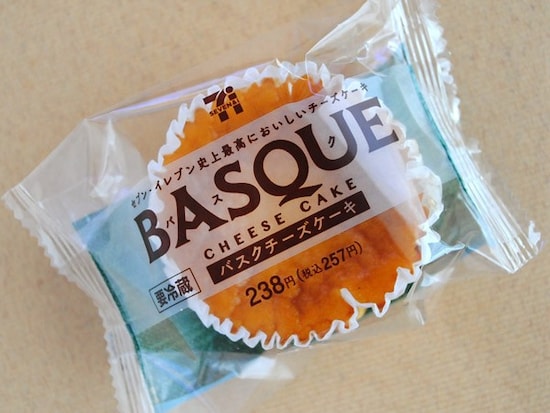 7
SEVEN&i
セブン-イレブン史上最高においしいチーズケーキ
BASQUE
バスク
CHEESE CAKE
バスクチーズケーキ
238円(税込257円)
要冷蔵